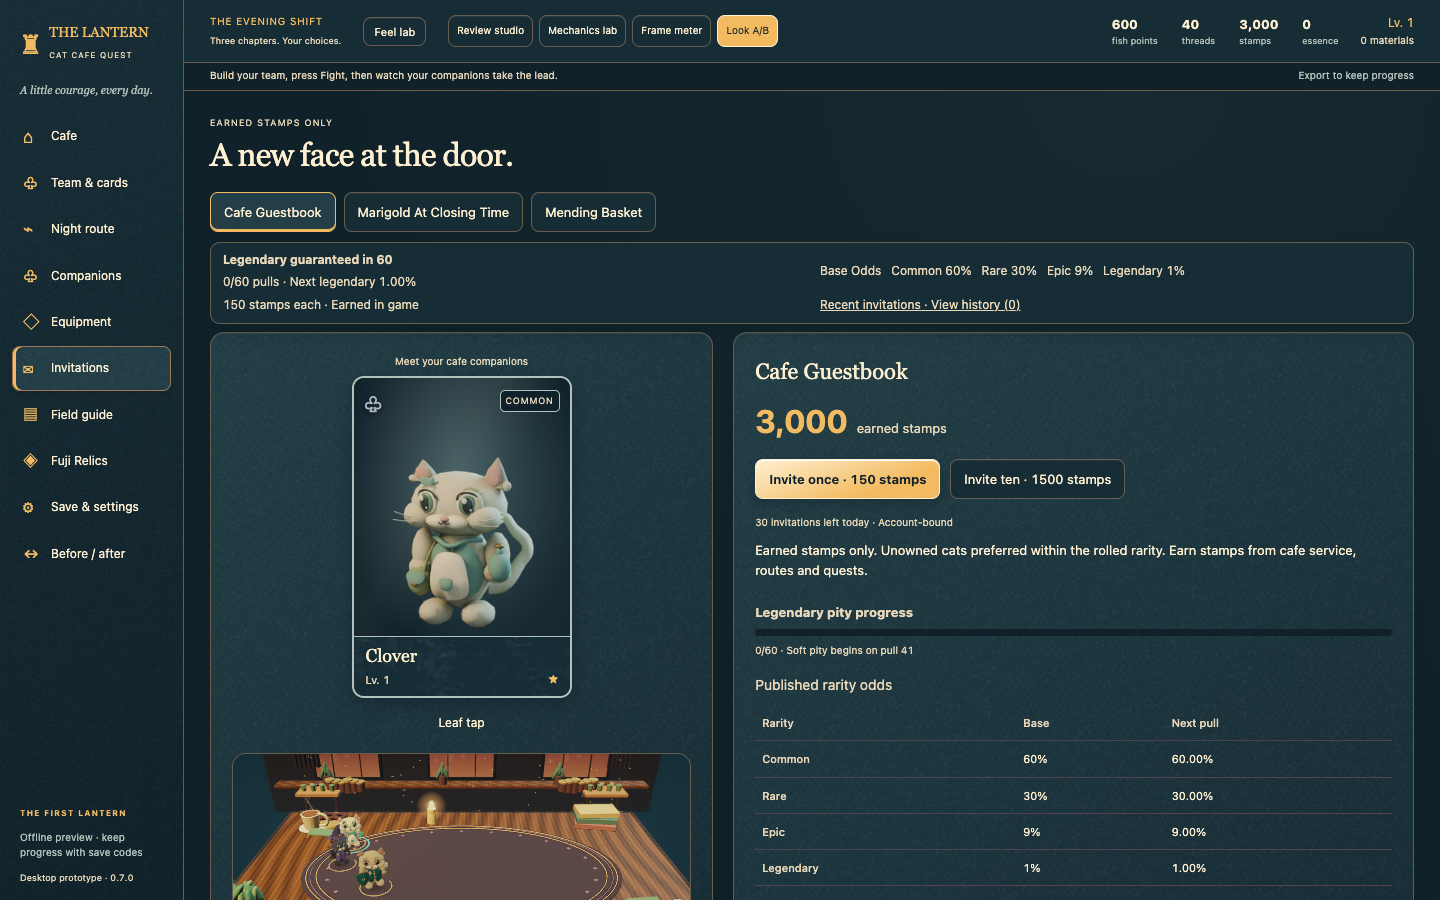 THE LANTERN
CAT CAFE QUEST
A little courage, every day.
Cafe
Team & cards
Night route
Companions
Equipment
Invitations
Field guide
Fuji Relics
Save & settings
Before / after
THE FIRST LANTERN
Offline preview · keep
progress with save codes
Desktop prototype · 0.7.0
THE EVENING SHIFT
Three chapters. Your choices.
Feel lab
Review studio
Mechanics lab
Frame meter
Look A/B
600
fish points
40
threads
3,000
stamps
0
essence
Lv. 1
0 materials
Build your team, press Fight, then watch your companions take the lead.
Export to keep progress
EARNED STAMPS ONLY
A new face at the door.
Cafe Guestbook
Marigold At Closing Time
Mending Basket
Legendary guaranteed in 60
0/60 pulls · Next legendary 1.00%
150 stamps each · Earned in game
Base Odds Common 60% Rare 30% Epic 9% Legendary 1%
Recent invitations · View history (0)
Meet your cafe companions
COMMON
Clover
Lv. 1
Leaf tap
Cafe Guestbook
3,000 earned stamps
Invite once · 150 stamps
Invite ten · 1500 stamps
30 invitations left today · Account-bound
Earned stamps only. Unowned cats preferred within the rolled rarity. Earn stamps from cafe service,
routes and quests.
Legendary pity progress
0/60 · Soft pity begins on pull 41
Published rarity odds
Rarity Base Next pull
Common 60% 60.00%
Rare 30% 30.00%
Epic 9% 9.00%
Legendary 1% 1.00%